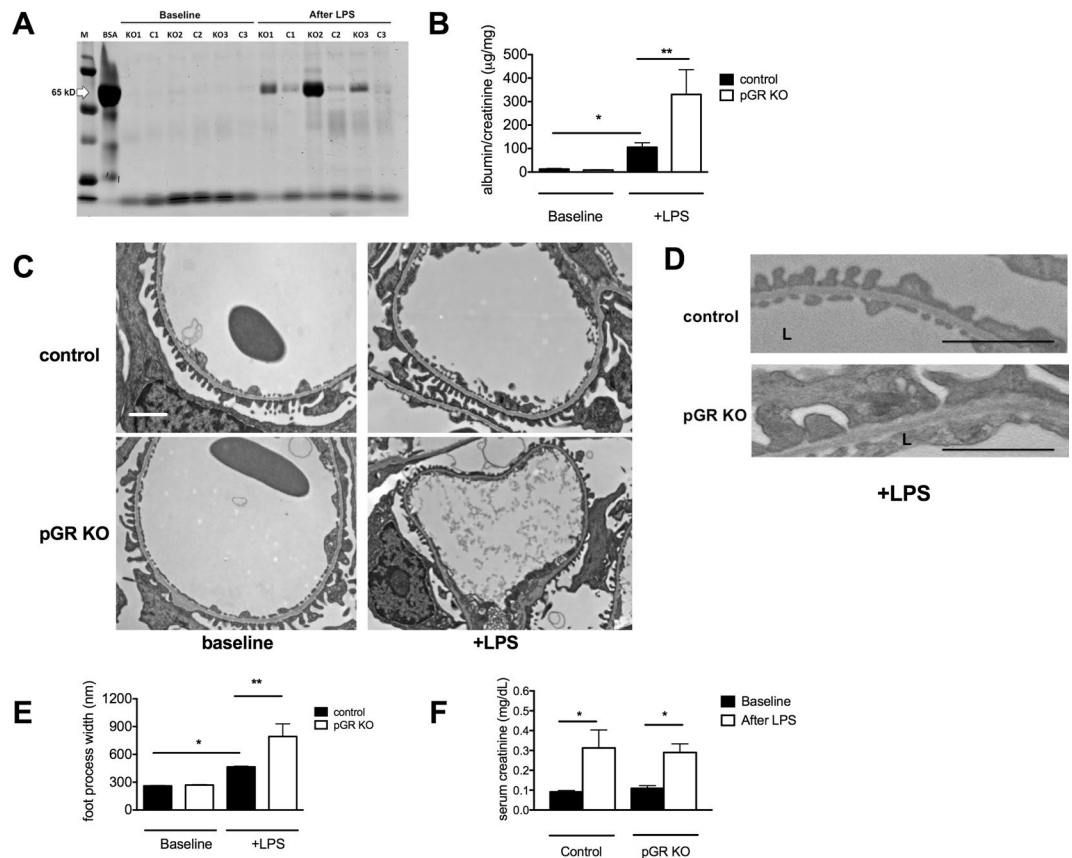 A
Baseline
After LPS
M BSA KO1 C1 KO2 C2 KO3 C3 KO1 C1 KO2 C2 KO3 C3
65 kD
B
albumin/creatinine (µg/mg)
500
400
300
200
100
0
*
**
control
pGR KO
Baseline
+LPS
C
control
pGR KO
baseline
+LPS
D
control
L
pGR KO
L
+LPS
E
foot process width (nm)
1200
900
600
300
0
*
**
control
pGR KO
Baseline
+LPS
F
serum creatinine (mg/dL)
0.6
0.5
0.4
0.3
0.2
0.1
0.0
*
*
Baseline
After LPS
Control
pGR KO